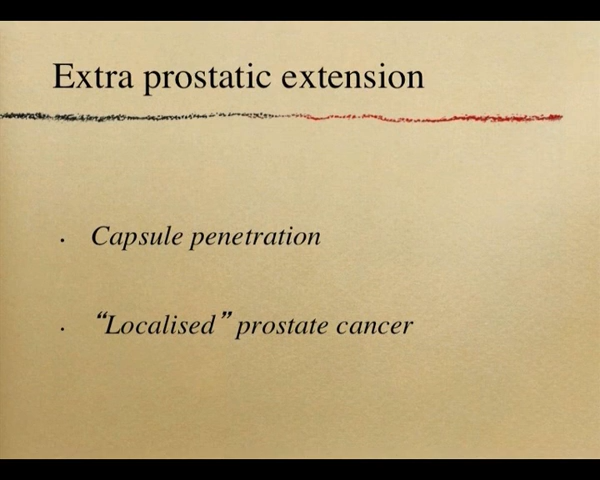 Extra prostatic extension
• Capsule penetration
• “Localised” prostate cancer